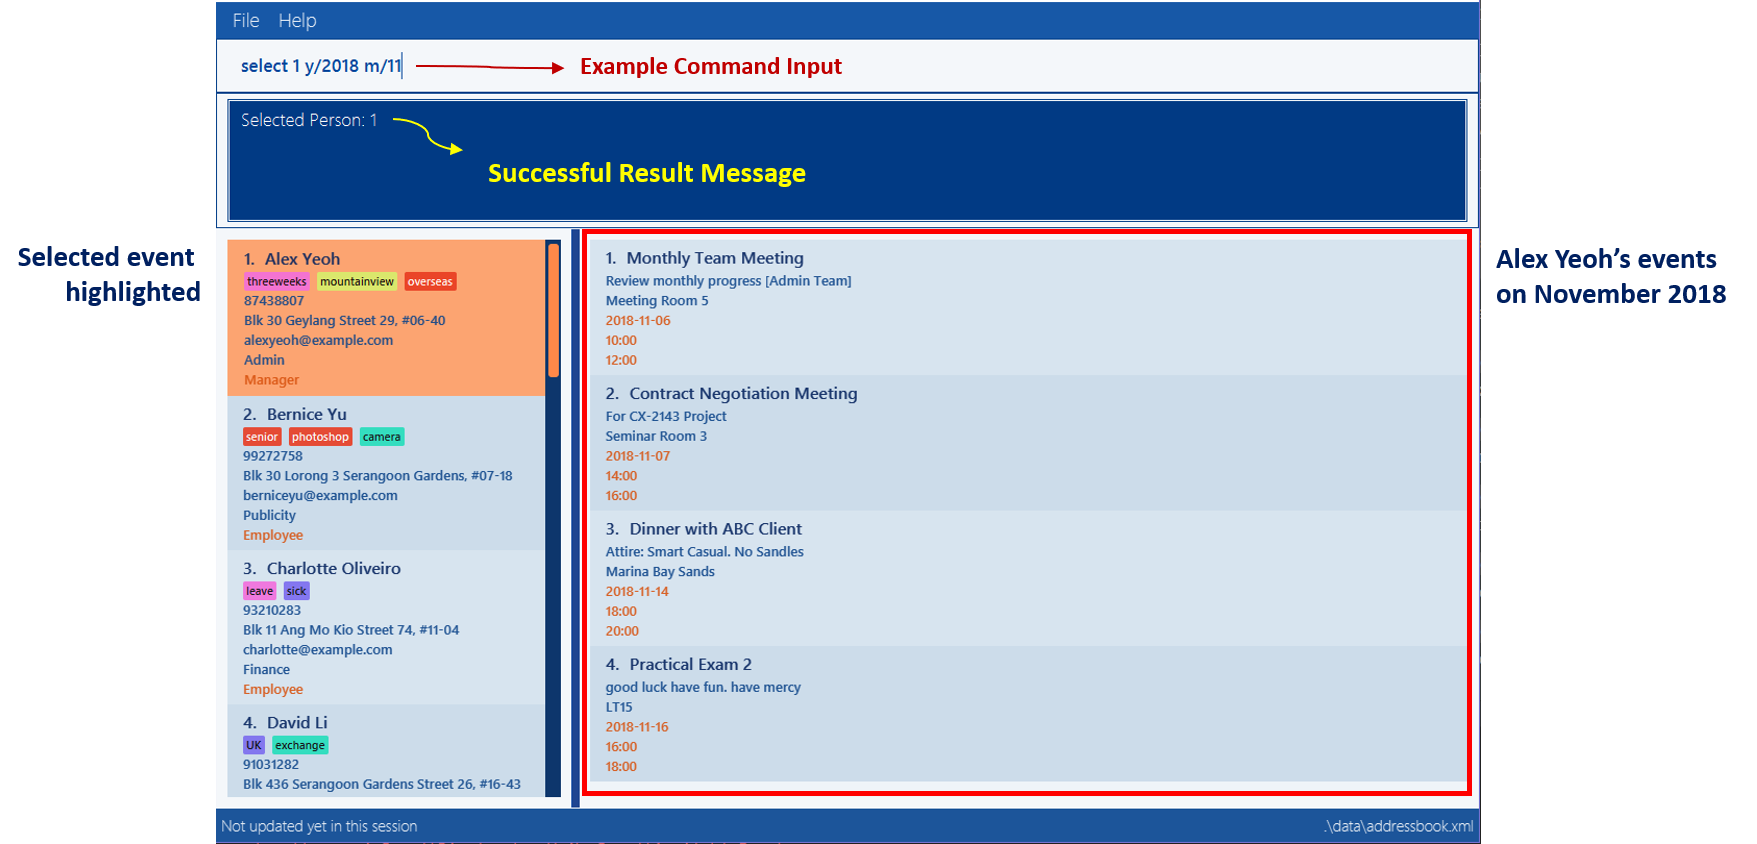 File Help
select 1 y/2018 m/11
Example Command Input
Selected Person: 1
Successful Result Message
Selected event
highlighted
1. Alex Yeoh
threeweeks mountainview overseas
87438807
Blk 30 Geylang Street 29, #06-40
alexyeoh@example.com
Admin
Manager
2. Bernice Yu
senior photoshop camera
99272758
Blk 30 Lorong 3 Serangoon Gardens, #07-18
berniceyu@example.com
Publicity
Employee
3. Charlotte Oliveiro
leave sick
93210283
Blk 11 Ang Mo Kio Street 74, #11-04
charlotte@example.com
Finance
Employee
4. David Li
UK exchange
91031282
Blk 436 Serangoon Gardens Street 26, #16-43
1. Monthly Team Meeting
Review monthly progress [Admin Team]
Meeting Room 5
2018-11-06
10:00
12:00
2. Contract Negotiation Meeting
For CX-2143 Project
Seminar Room 3
2018-11-07
14:00
16:00
3. Dinner with ABC Client
Attire: Smart Casual. No Sandles
Marina Bay Sands
2018-11-14
18:00
20:00
4. Practical Exam 2
good luck have fun. have mercy
LT15
2018-11-16
16:00
18:00
Alex Yeoh’s events
on November 2018
Not updated yet in this session
.\data\addressbook.xml